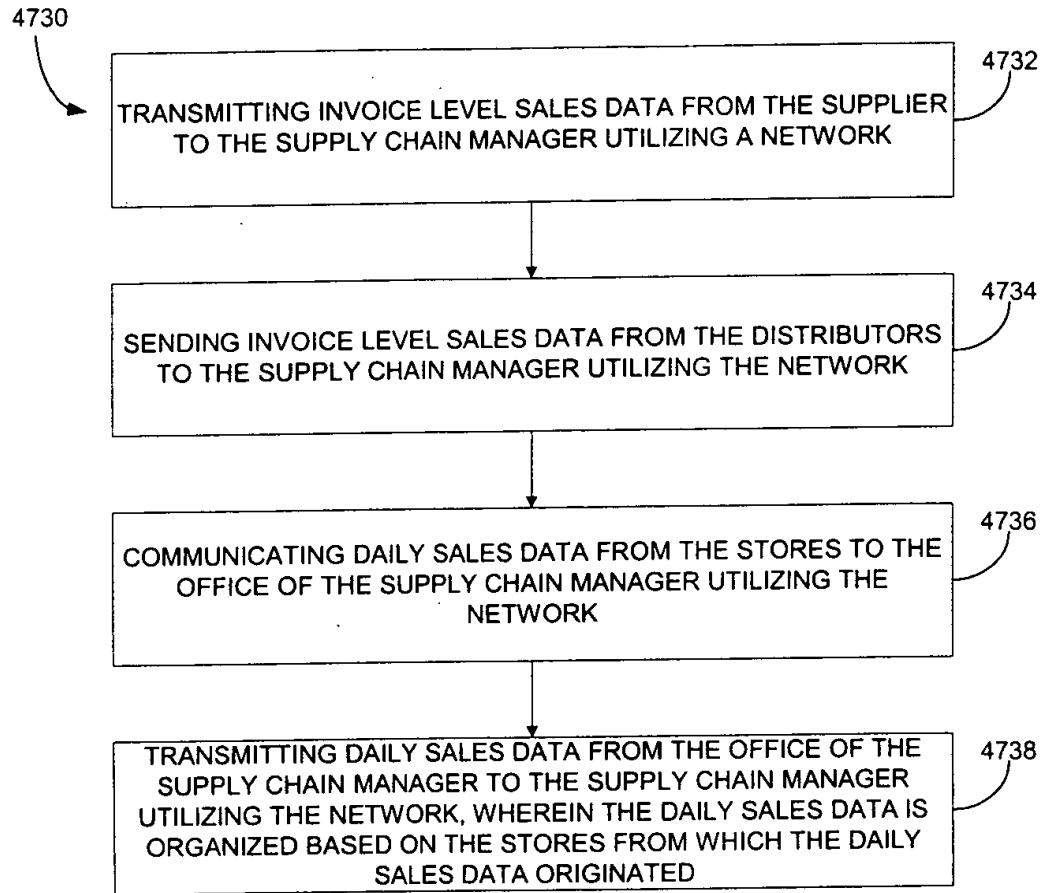 4730
4732
TRANSMITTING INVOICE LEVEL SALES DATA FROM THE SUPPLIER
TO THE SUPPLY CHAIN MANAGER UTILIZING A NETWORK
4734
SENDING INVOICE LEVEL SALES DATA FROM THE DISTRIBUTORS
TO THE SUPPLY CHAIN MANAGER UTILIZING THE NETWORK
4736
COMMUNICATING DAILY SALES DATA FROM THE STORES TO THE
OFFICE OF THE SUPPLY CHAIN MANAGER UTILIZING THE
NETWORK
4738
TRANSMITTING DAILY SALES DATA FROM THE OFFICE OF THE
SUPPLY CHAIN MANAGER TO THE SUPPLY CHAIN MANAGER
UTILIZING THE NETWORK, WHEREIN THE DAILY SALES DATA IS
ORGANIZED BASED ON THE STORES FROM WHICH THE DAILY
SALES DATA ORIGINATED